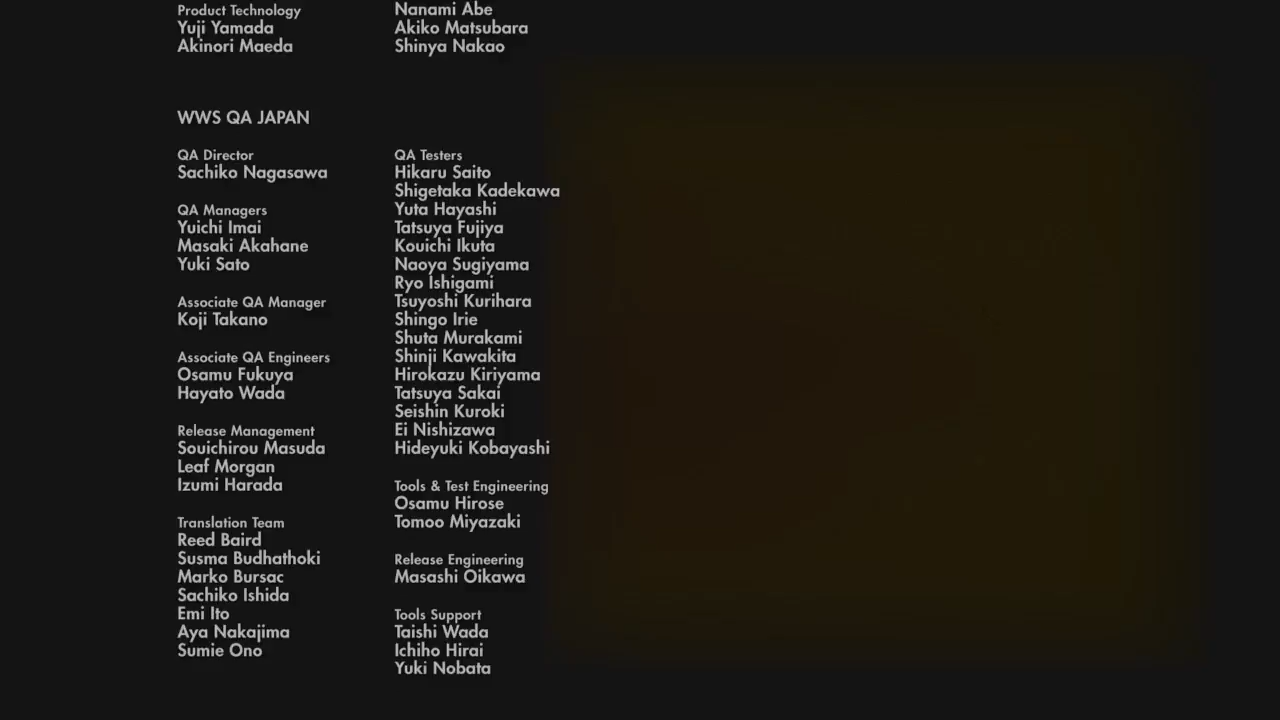 Product Technology
Yuji Yamada
Akinori Maeda
Nanami Abe
Akiko Matsubara
Shinya Nakao
WWS QA JAPAN
QA Director
Sachiko Nagasawa
QA Managers
Yuichi Imai
Masaki Akahane
Yuki Sato
Associate QA Manager
Koji Takano
Associate QA Engineers
Osamu Fukuya
Hayato Wada
Release Management
Souichirou Masuda
Leaf Morgan
Izumi Harada
Translation Team
Reed Baird
Susma Budhathoki
Marko Bursac
Sachiko Ishida
Emi Ito
Aya Nakajima
Sumie Ono
QA Testers
Hikaru Saito
Shigetaka Kadekawa
Yuta Hayashi
Tatsuya Fujiya
Kouichi Ikuta
Naoya Sugiyama
Ryo Ishigami
Tsuyoshi Kurihara
Shingo Irie
Shuta Murakami
Shinji Kawakita
Hirokazu Kiriyama
Tatsuya Sakai
Seishin Kuroki
Ei Nishizawa
Hideyuki Kobayashi
Tools & Test Engineering
Osamu Hirose
Tomoo Miyazaki
Release Engineering
Masashi Oikawa
Tools Support
Taishi Wada
Ichiho Hirai
Yuki Nobata